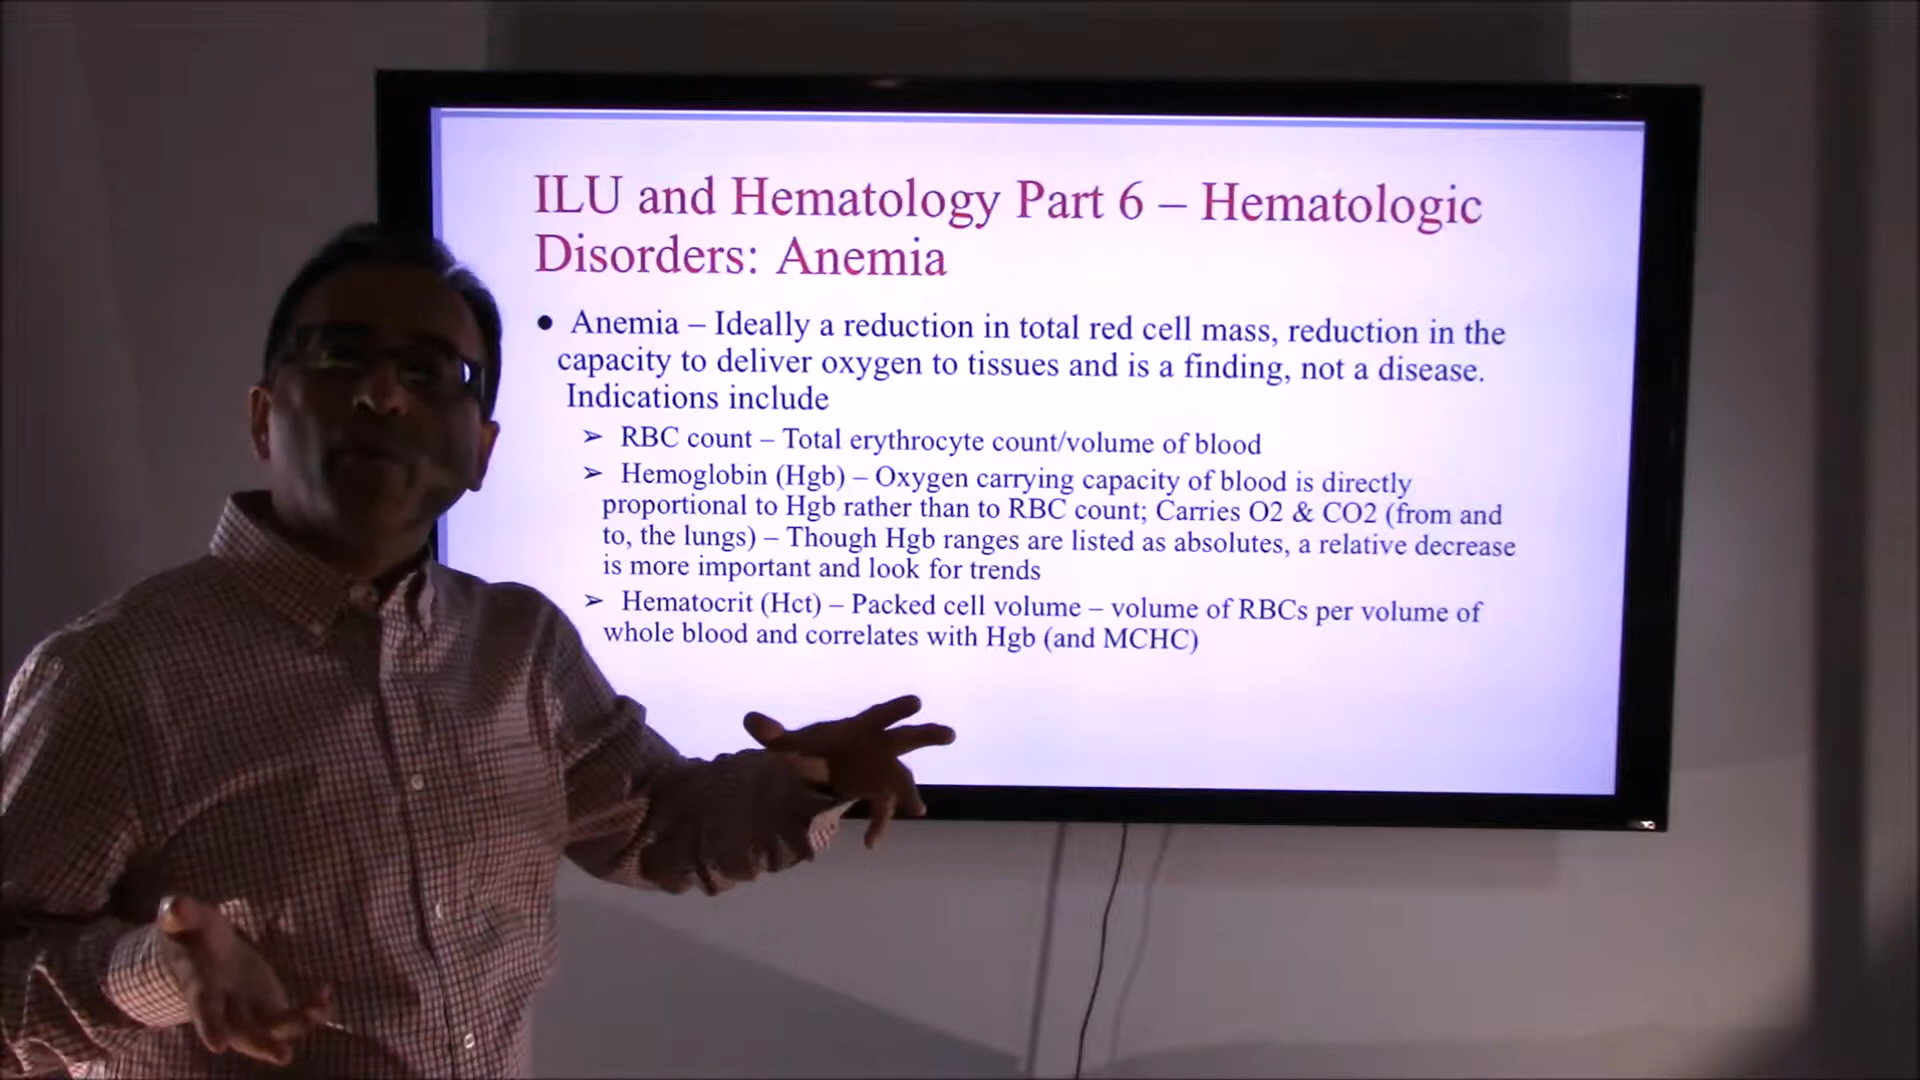 ILU and Hematology Part 6 – Hematologic
Disorders: Anemia
● Anemia – Ideally a reduction in total red cell mass, reduction in the
capacity to deliver oxygen to tissues and is a finding, not a disease.
Indications include
➢ RBC count – Total erythrocyte count/volume of blood
➢ Hemoglobin (Hgb) – Oxygen carrying capacity of blood is directly
proportional to Hgb rather than to RBC count; Carries O2 & CO2 (from and
to, the lungs) – Though Hgb ranges are listed as absolutes, a relative decrease
is more important and look for trends
➢ Hematocrit (Hct) – Packed cell volume – volume of RBCs per volume of
whole blood and correlates with Hgb (and MCHC)